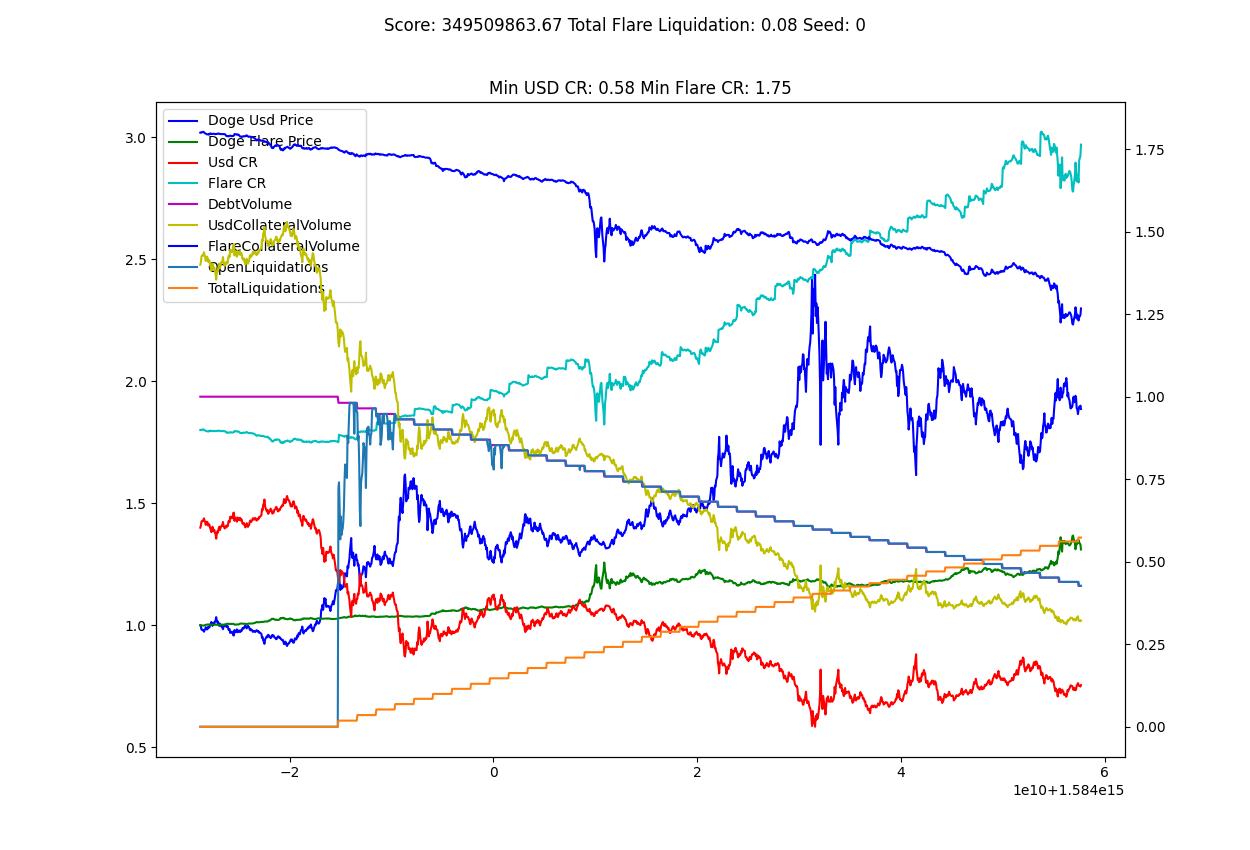 Score: 349509863.67 Total Flare Liquidation: 0.08 Seed: 0
Min USD CR: 0.58 Min Flare CR: 1.75
Doge Usd Price
Doge Flare Price
Usd CR
Flare CR
DebtVolume
UsdCollateralVolume
FlareCollateralVolume
OpenLiquidations
TotalLiquidations
3.0
2.5
2.0
1.5
1.0
0.5
1.75
1.50
1.25
1.00
0.75
0.50
0.25
0.00
−2 0 2 4 6
1e10+1.584e15